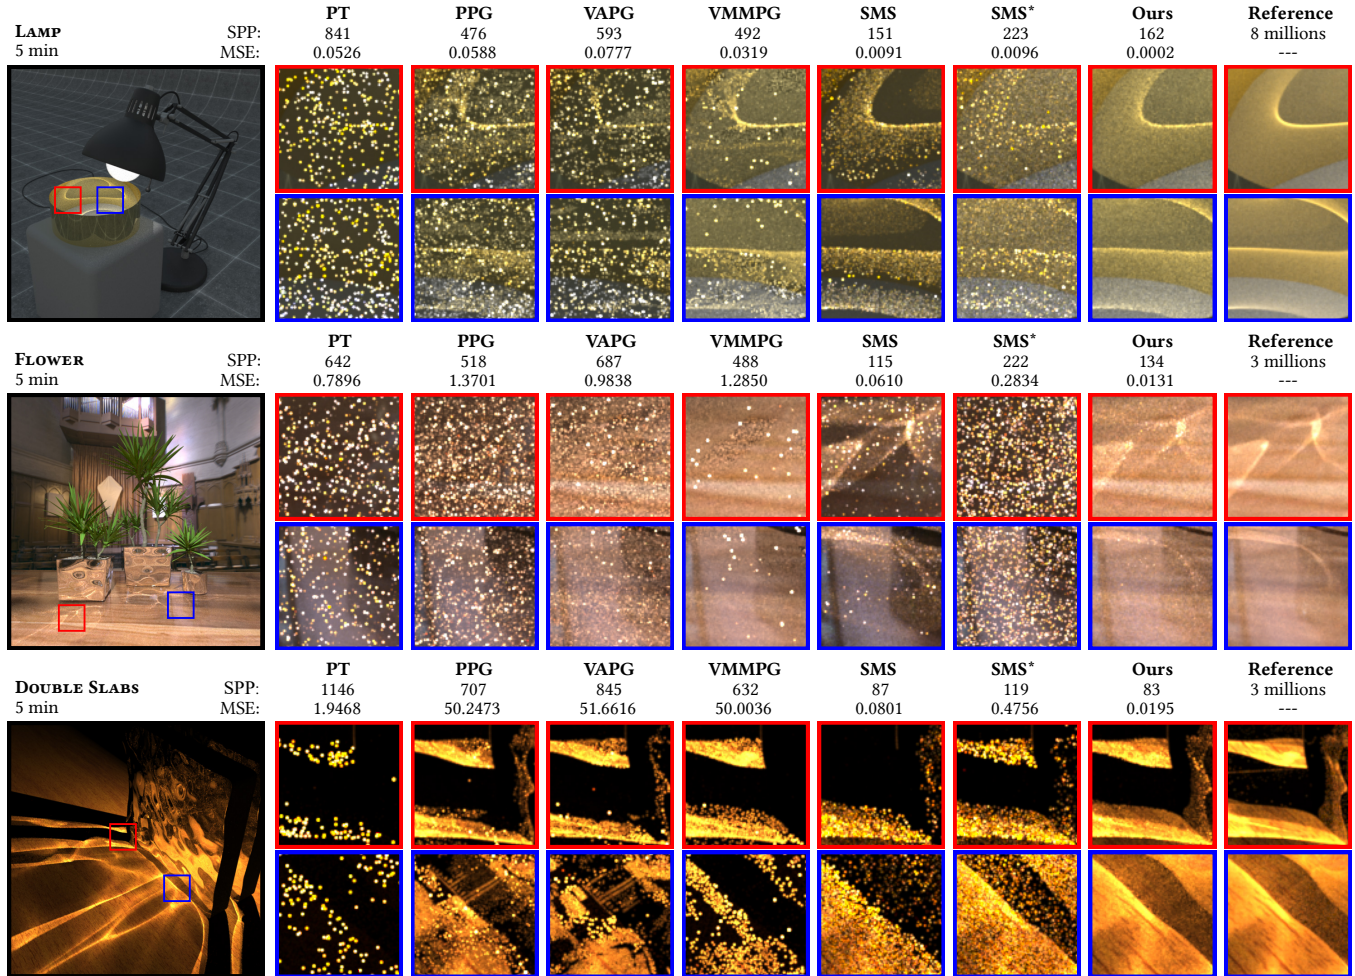 PT PPG VAPG VMMPG SMS SMS* Ours Reference
LAMP SPP: 841 476 593 492 151 223 162 8 millions
5 min MSE: 0.0526 0.0588 0.0777 0.0319 0.0091 0.0096 0.0002 ---
PT PPG VAPG VMMPG SMS SMS* Ours Reference
FLOWER SPP: 642 518 687 488 115 222 134 3 millions
5 min MSE: 0.7896 1.3701 0.9838 1.2850 0.0610 0.2834 0.0131 ---
PT PPG VAPG VMMPG SMS SMS* Ours Reference
DOUBLE SLABS SPP: 1146 707 845 632 87 119 83 3 millions
5 min MSE: 1.9468 50.2473 51.6616 50.0036 0.0801 0.4756 0.0195 ---